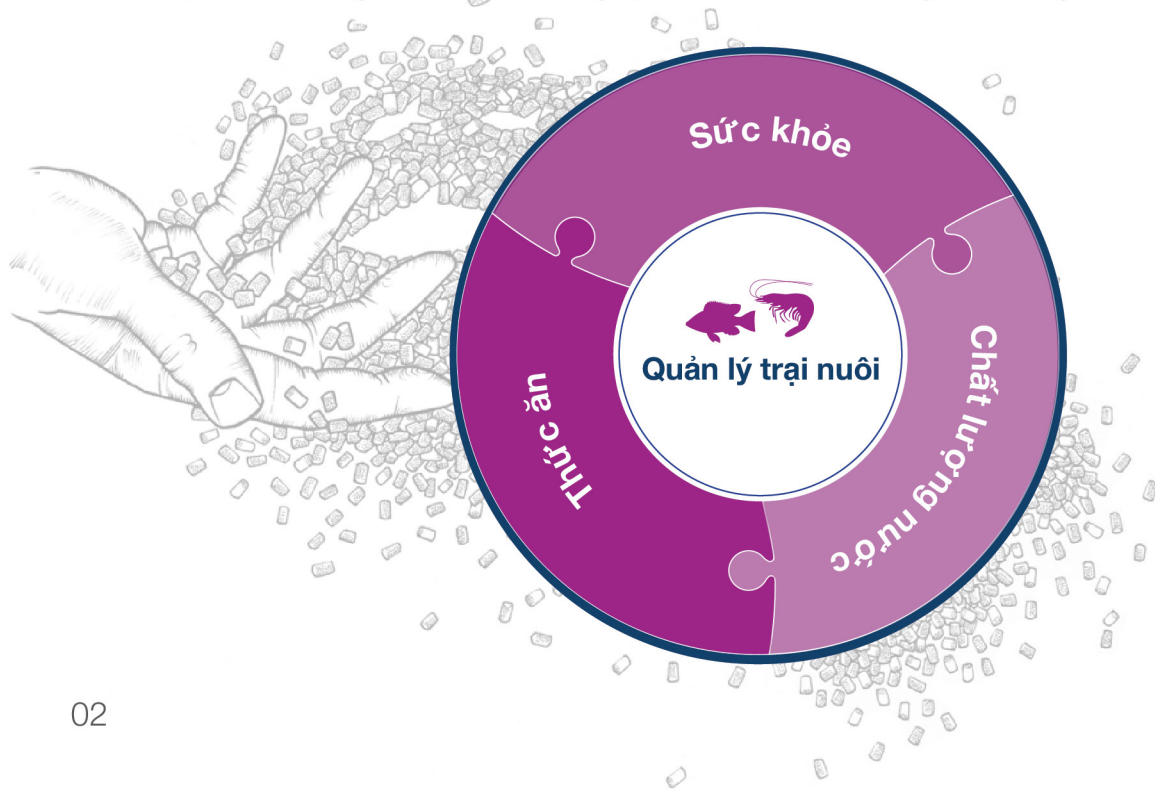 Sức khỏe
Quản lý trại nuôi
Thức ăn
Chất lượng nước
02